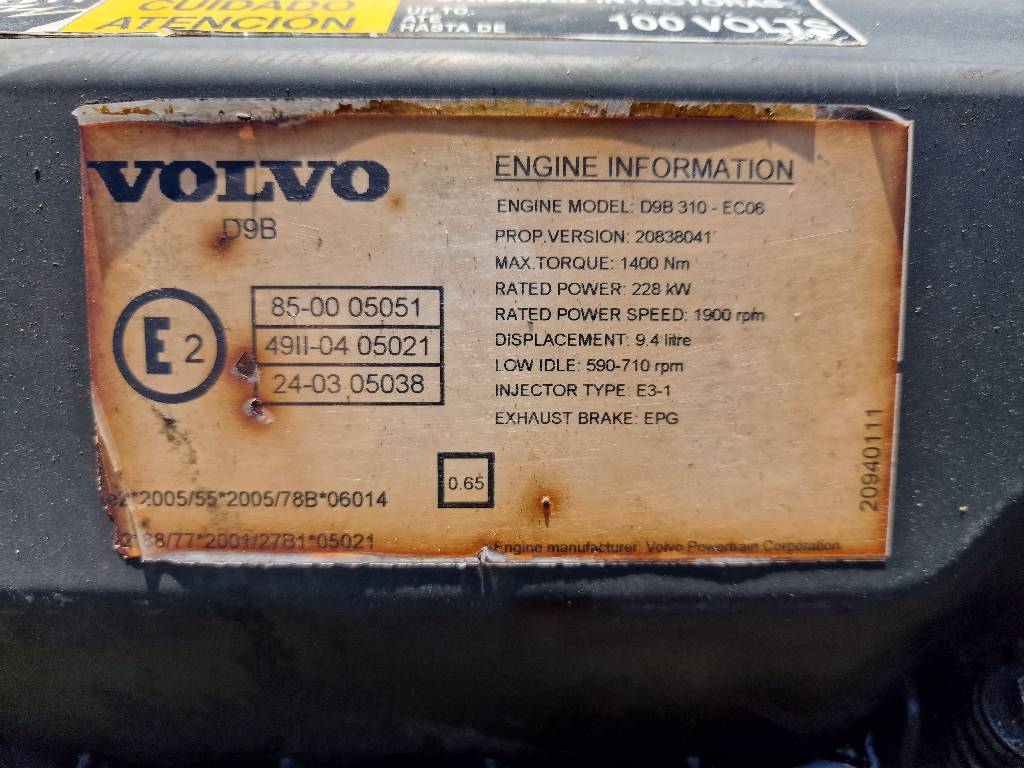 CUIDADO
ATENCIÓN
UP TO.
ATÉ
HASTA DE
100 VOLTS
VOLVO
D9B
E 2
85-00 05051
49II-04 05021
24-03 05038
0.65
*2005/55*2005/78B*06014
/77*2001/27B1*05021
ENGINE INFORMATION
ENGINE MODEL: D9B 310 - EC06
PROP.VERSION: 20838041
MAX.TORQUE: 1400 Nm
RATED POWER: 228 kW
RATED POWER SPEED: 1900 rpm
DISPLACEMENT: 9.4 litre
LOW IDLE: 590-710 rpm
INJECTOR TYPE: E3-1
EXHAUST BRAKE: EPG
Engine manufacturer: Volvo Powertrain Corporation
20940111